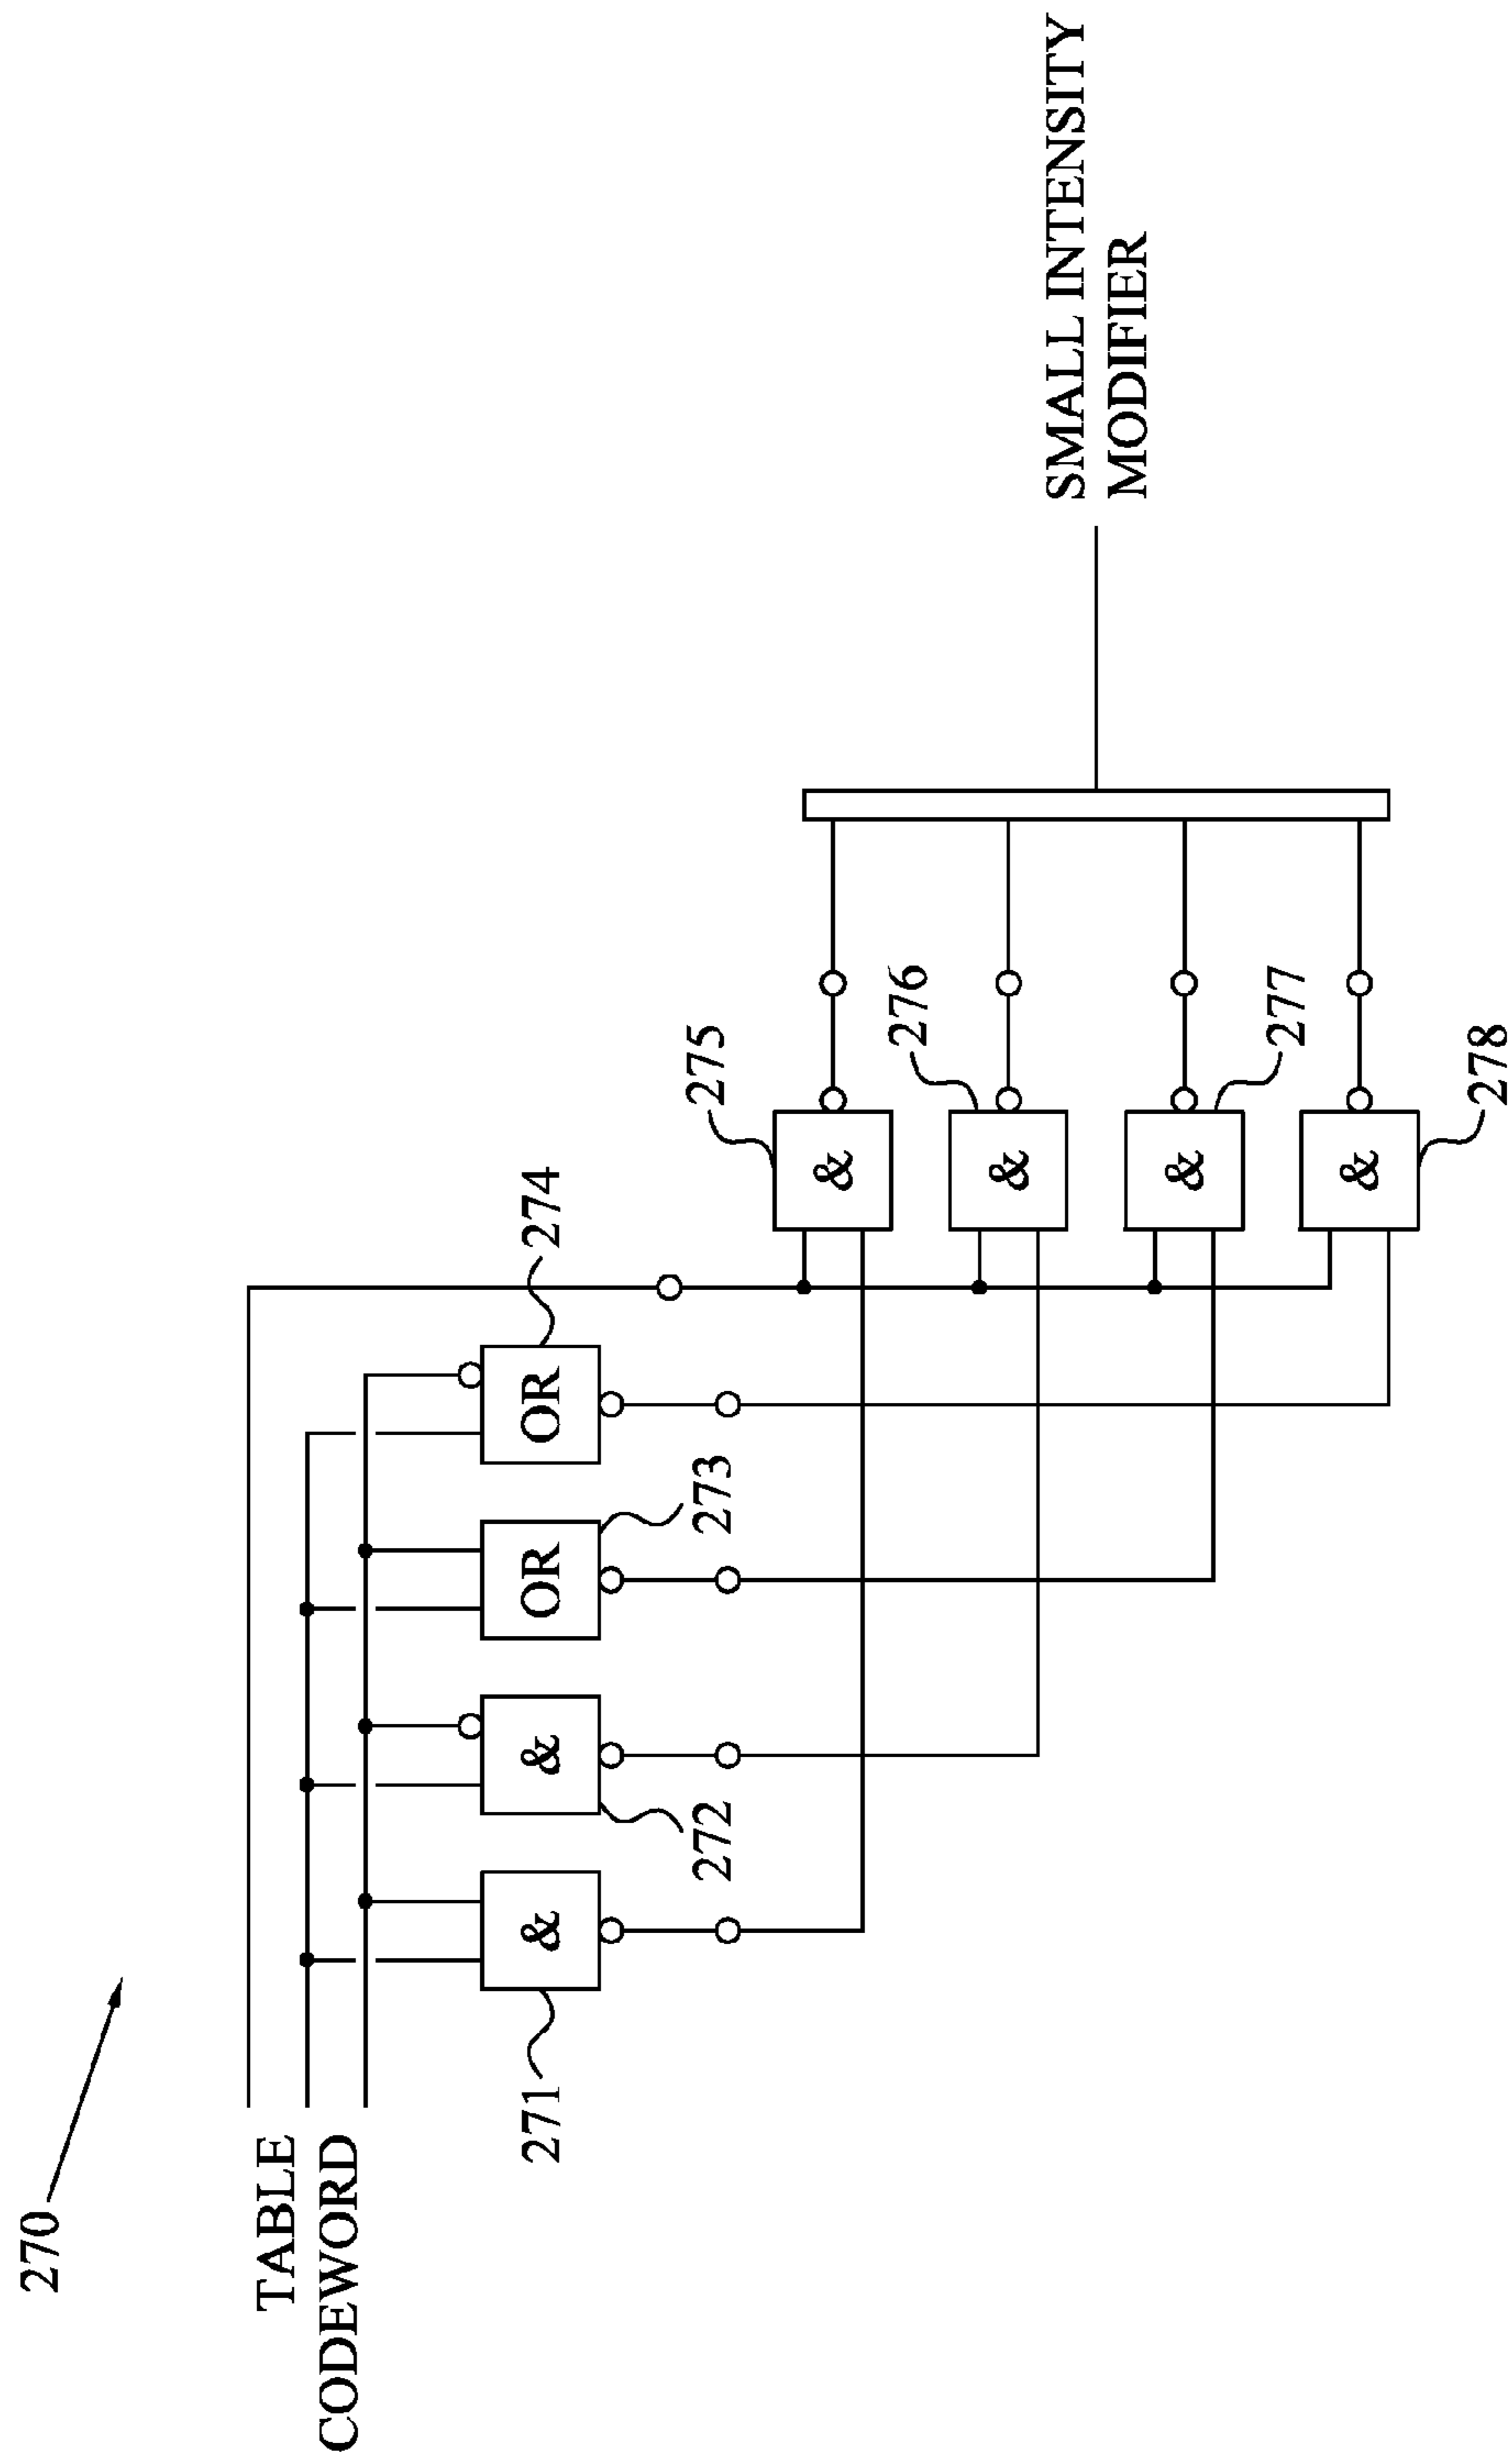 270
TABLE
CODEWORD
271
&
272
&
273
OR
274
OR
275
&
276
&
277
&
278
&
SMALL INTENSITY
MODIFIER